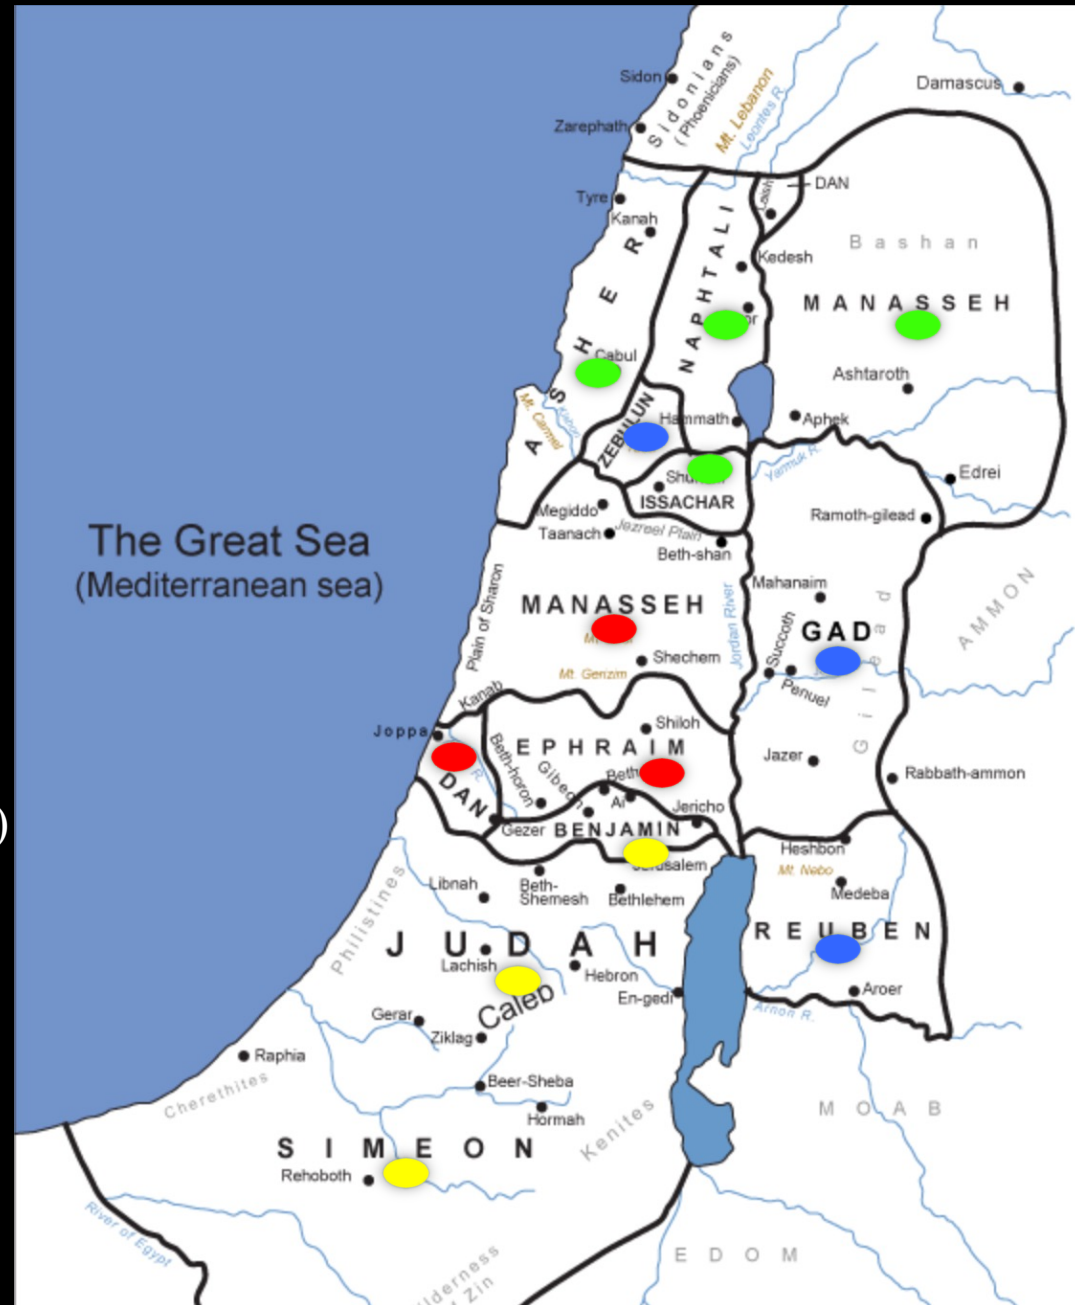 Sidon
Sidonians
(Phoenicians)
Mt. Lebanon
Leontes R.
Damascus
Zarephath
Tyre
Kanah
Laish
DAN
Bashan
ASHER
NAPHTALI
Kedesh
MANASSEH
Cabul
Ashtaroth
Mt. Carmel
Kishon
ZEBULUN
Hammath
Aphek
Yarmuk R.
Edrei
ISSACHAR
Megiddo
Ramoth-gilead
Taanach
Jezreel Plain
Beth-shan
The Great Sea
(Mediterranean sea)
Plain of Sharon
MANASSEH
Jordan River
Mahanaim
GAD
Gilead
AMMON
Succoth
Shechem
Mt. Gerizim
Penuel
Kanab
Joppa
Shiloh
EPHRAIM
Beth-horon
Gibeon
Jazer
Rabbath-ammon
R.
DAN
Ai
Jericho
Gezer
BENJAMIN
Heshbon
Mt. Nebo
Medeba
Libnah
Beth-
Shemesh
Bethlehem
Philistines
JUDAH
REUBEN
Lachish
Hebron
En-gedi
Aroer
Arnon R.
Caleb
Gerar
Ziklag
Raphia
Cherethites
Beer-Sheba
Hormah
Kenites
MOAB
SIMEON
Rehoboth
River of Egypt
EDOM
Zin
)